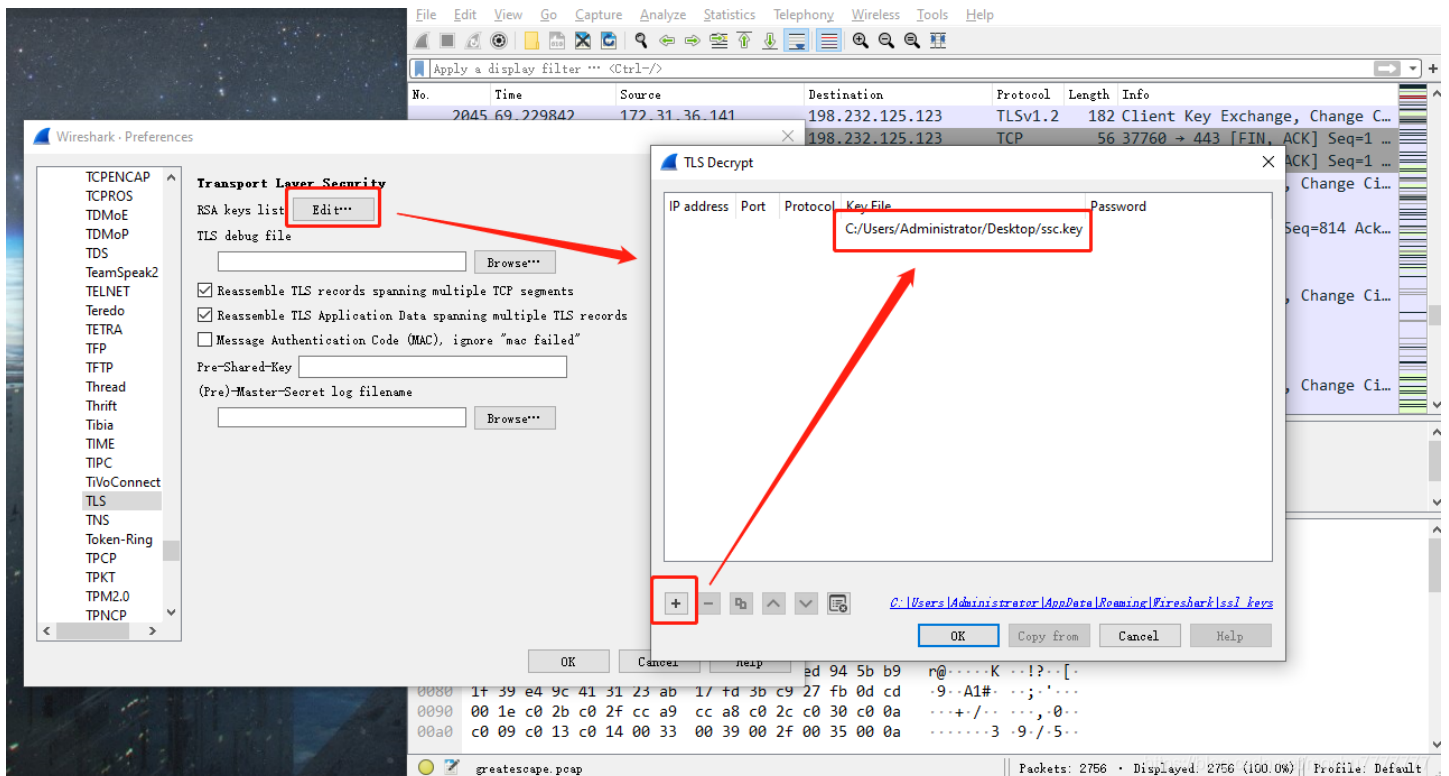 File Edit View Go Capture Analyze Statistics Telephony Wireless Tools Help
Apply a display filter ··· <Ctrl-/>
No. Time Source Destination Protocol Length Info
2045 69.229842 172.31.36.141 198.232.125.123 TLSv1.2 182 Client Key Exchange, Change C…
198.232.125.123 TCP 56 37760 → 443 [FIN, ACK] Seq=1 …
ACK] Seq=1 …
, Change Ci…
Seq=814 Ack…
, Change Ci…
, Change Ci…
Wireshark · Preferences
TCPENCAP
TCPROS
TDMoE
TDMoP
TDS
TeamSpeak2
TELNET
Teredo
TETRA
TFP
TFTP
Thread
Thrift
Tibia
TIME
TIPC
TiVoConnect
TLS
TNS
Token-Ring
TPCP
TPKT
TPM2.0
TPNCP
Transport Layer Security
RSA keys list Edit···
TLS debug file
Browse···
Reassemble TLS records spanning multiple TCP segments
Reassemble TLS Application Data spanning multiple TLS records
Message Authentication Code (MAC), ignore "mac failed"
Pre-Shared-Key
(Pre)-Master-Secret log filename
Browse···
OK Cancel Help
TLS Decrypt
IP address Port Protocol Key File Password
C:/Users/Administrator/Desktop/ssc.key
C:\Users\Administrator\AppData\Roaming\Wireshark\ssl_keys
OK Copy from Cancel Help
ed 94 5b b9 r@·····K ··!?··[·
0080 1f 39 e4 9c 41 31 23 ab 17 fd 3b c9 27 fb 0d cd ·9··A1#· ··;·'···
0090 00 1e c0 2b c0 2f cc a9 cc a8 c0 2c c0 30 c0 0a ···+·/·· ···,·0··
00a0 c0 09 c0 13 c0 14 00 33 00 39 00 2f 00 35 00 0a ·······3 ·9·/·5··
greatescape.pcap
Packets: 2756 · Displayed: 2756 (100.0%) Profile: Default